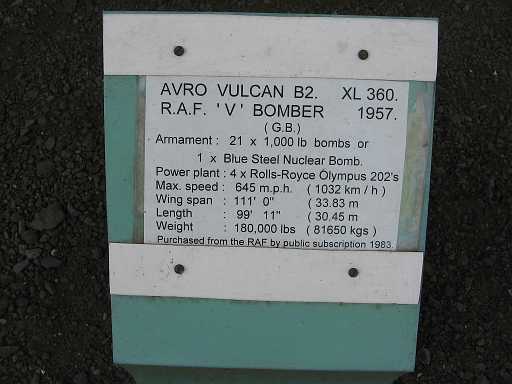 AVRO VULCAN B2. XL 360.
R.A.F. 'V' BOMBER 1957.
(G.B.)
Armament : 21 x 1,000 lb bombs or
1 x Blue Steel Nuclear Bomb.
Power plant : 4 x Rolls-Royce Olympus 202's
Max. speed : 645 m.p.h. (1032 km / h)
Wing span : 111' 0" (33.83 m
Length : 99' 11" (30.45 m
Weight : 180,000 lbs (81650 kgs)
Purchased from the RAF by public subscription 1983.